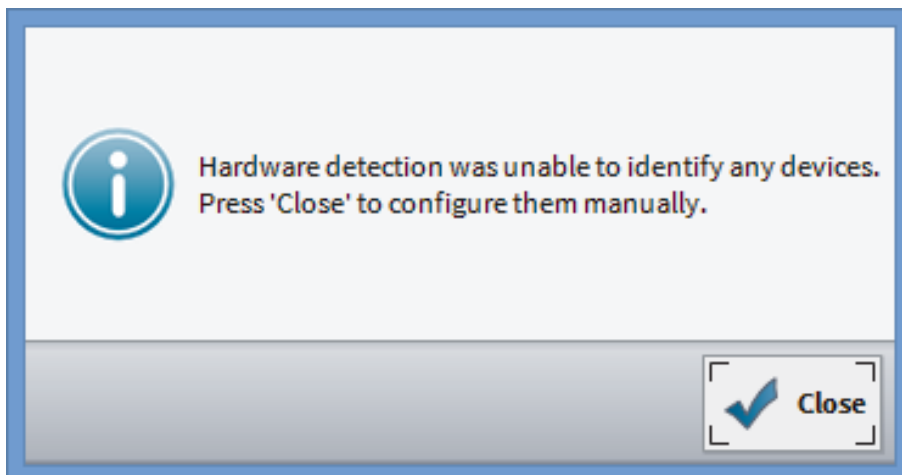 Hardware detection was unable to identify any devices.
Press 'Close' to configure them manually.
Close